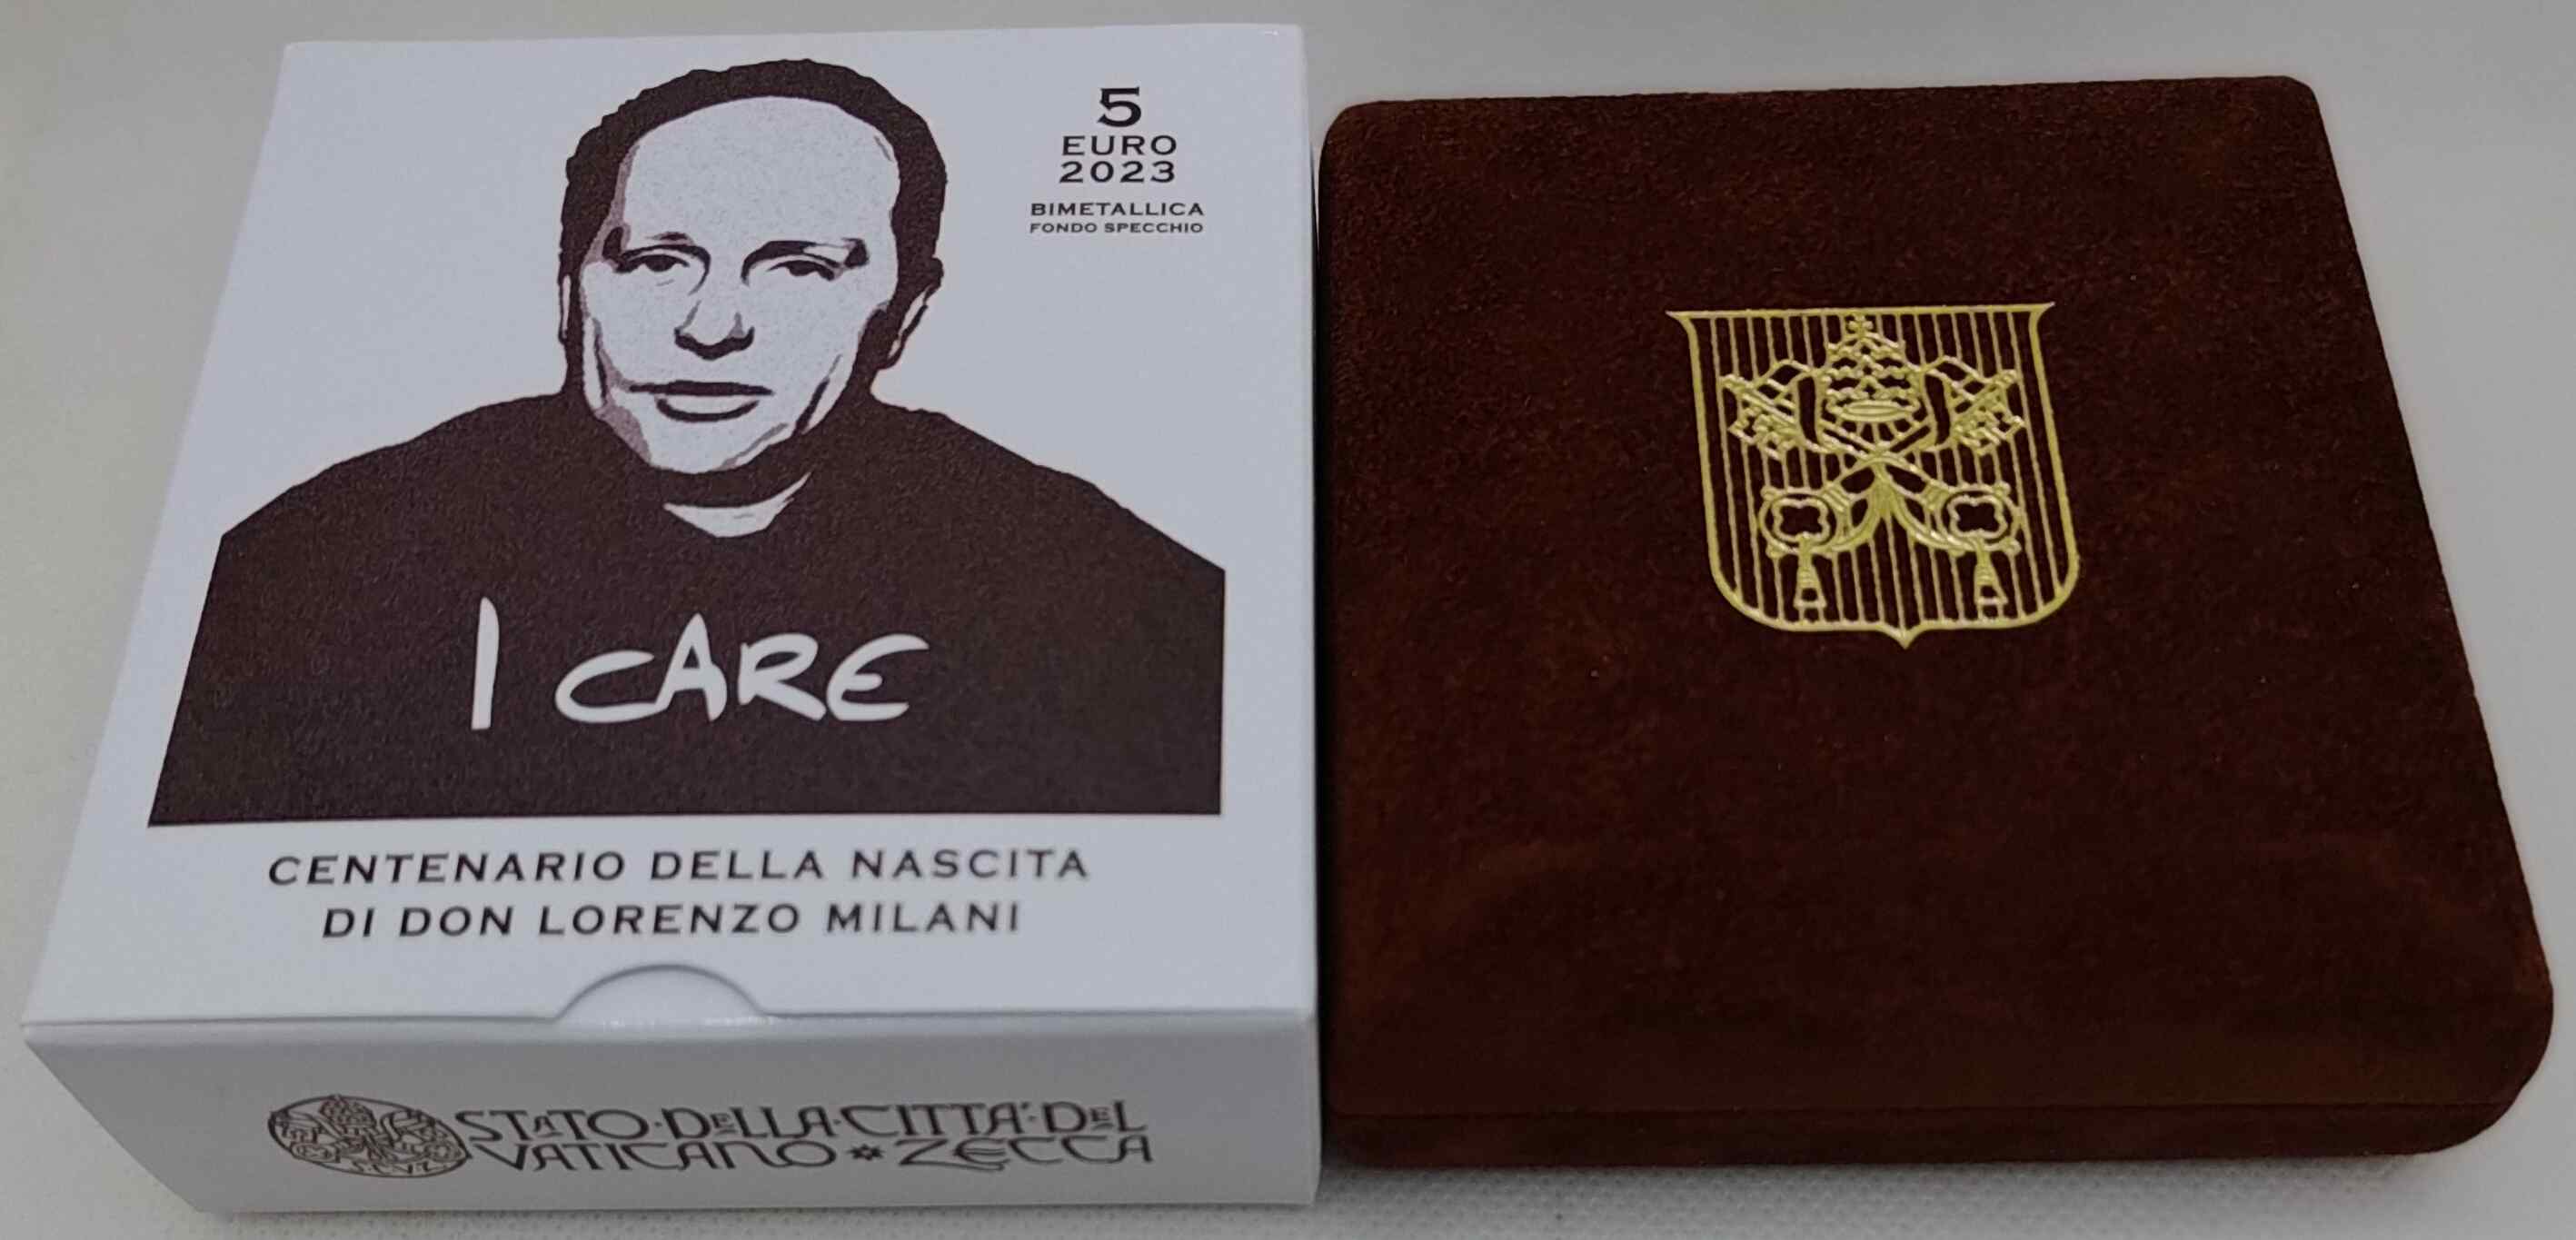 5
EURO
2023
BIMETALLICA
FONDO SPECCHIO
I CARE
CENTENARIO DELLA NASCITA
DI DON LORENZO MILANI
STATO·DELLA·CITTA'·DEL
VATICANO * ZECCA